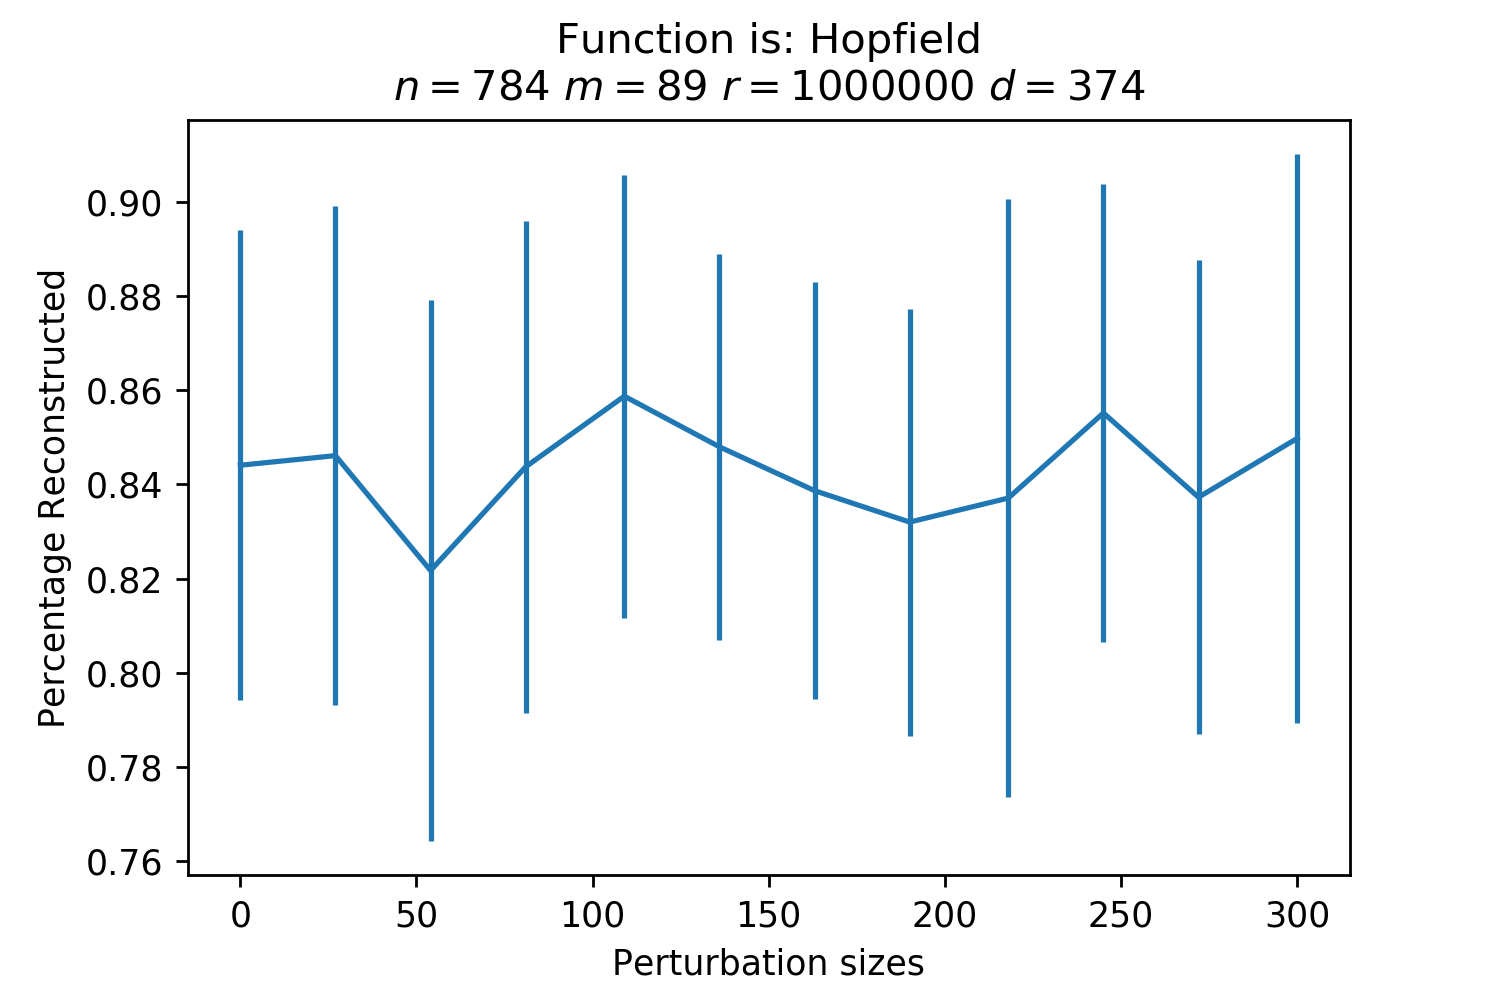 Function is: Hopfield
n = 784 m = 89 r = 1000000 d = 374
Percentage Reconstructed
0.90
0.88
0.86
0.84
0.82
0.80
0.78
0.76
0 50 100 150 200 250 300
Perturbation sizes